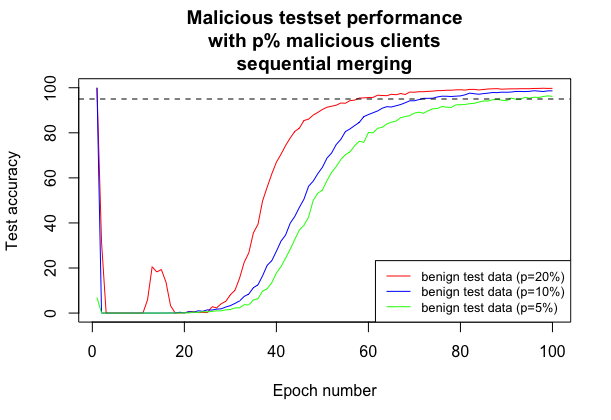 Malicious testset performance
with p% malicious clients
sequential merging
Test accuracy
100
80
60
40
20
0
benign test data (p=20%)
benign test data (p=10%)
benign test data (p=5%)
0 20 40 60 80 100
Epoch number